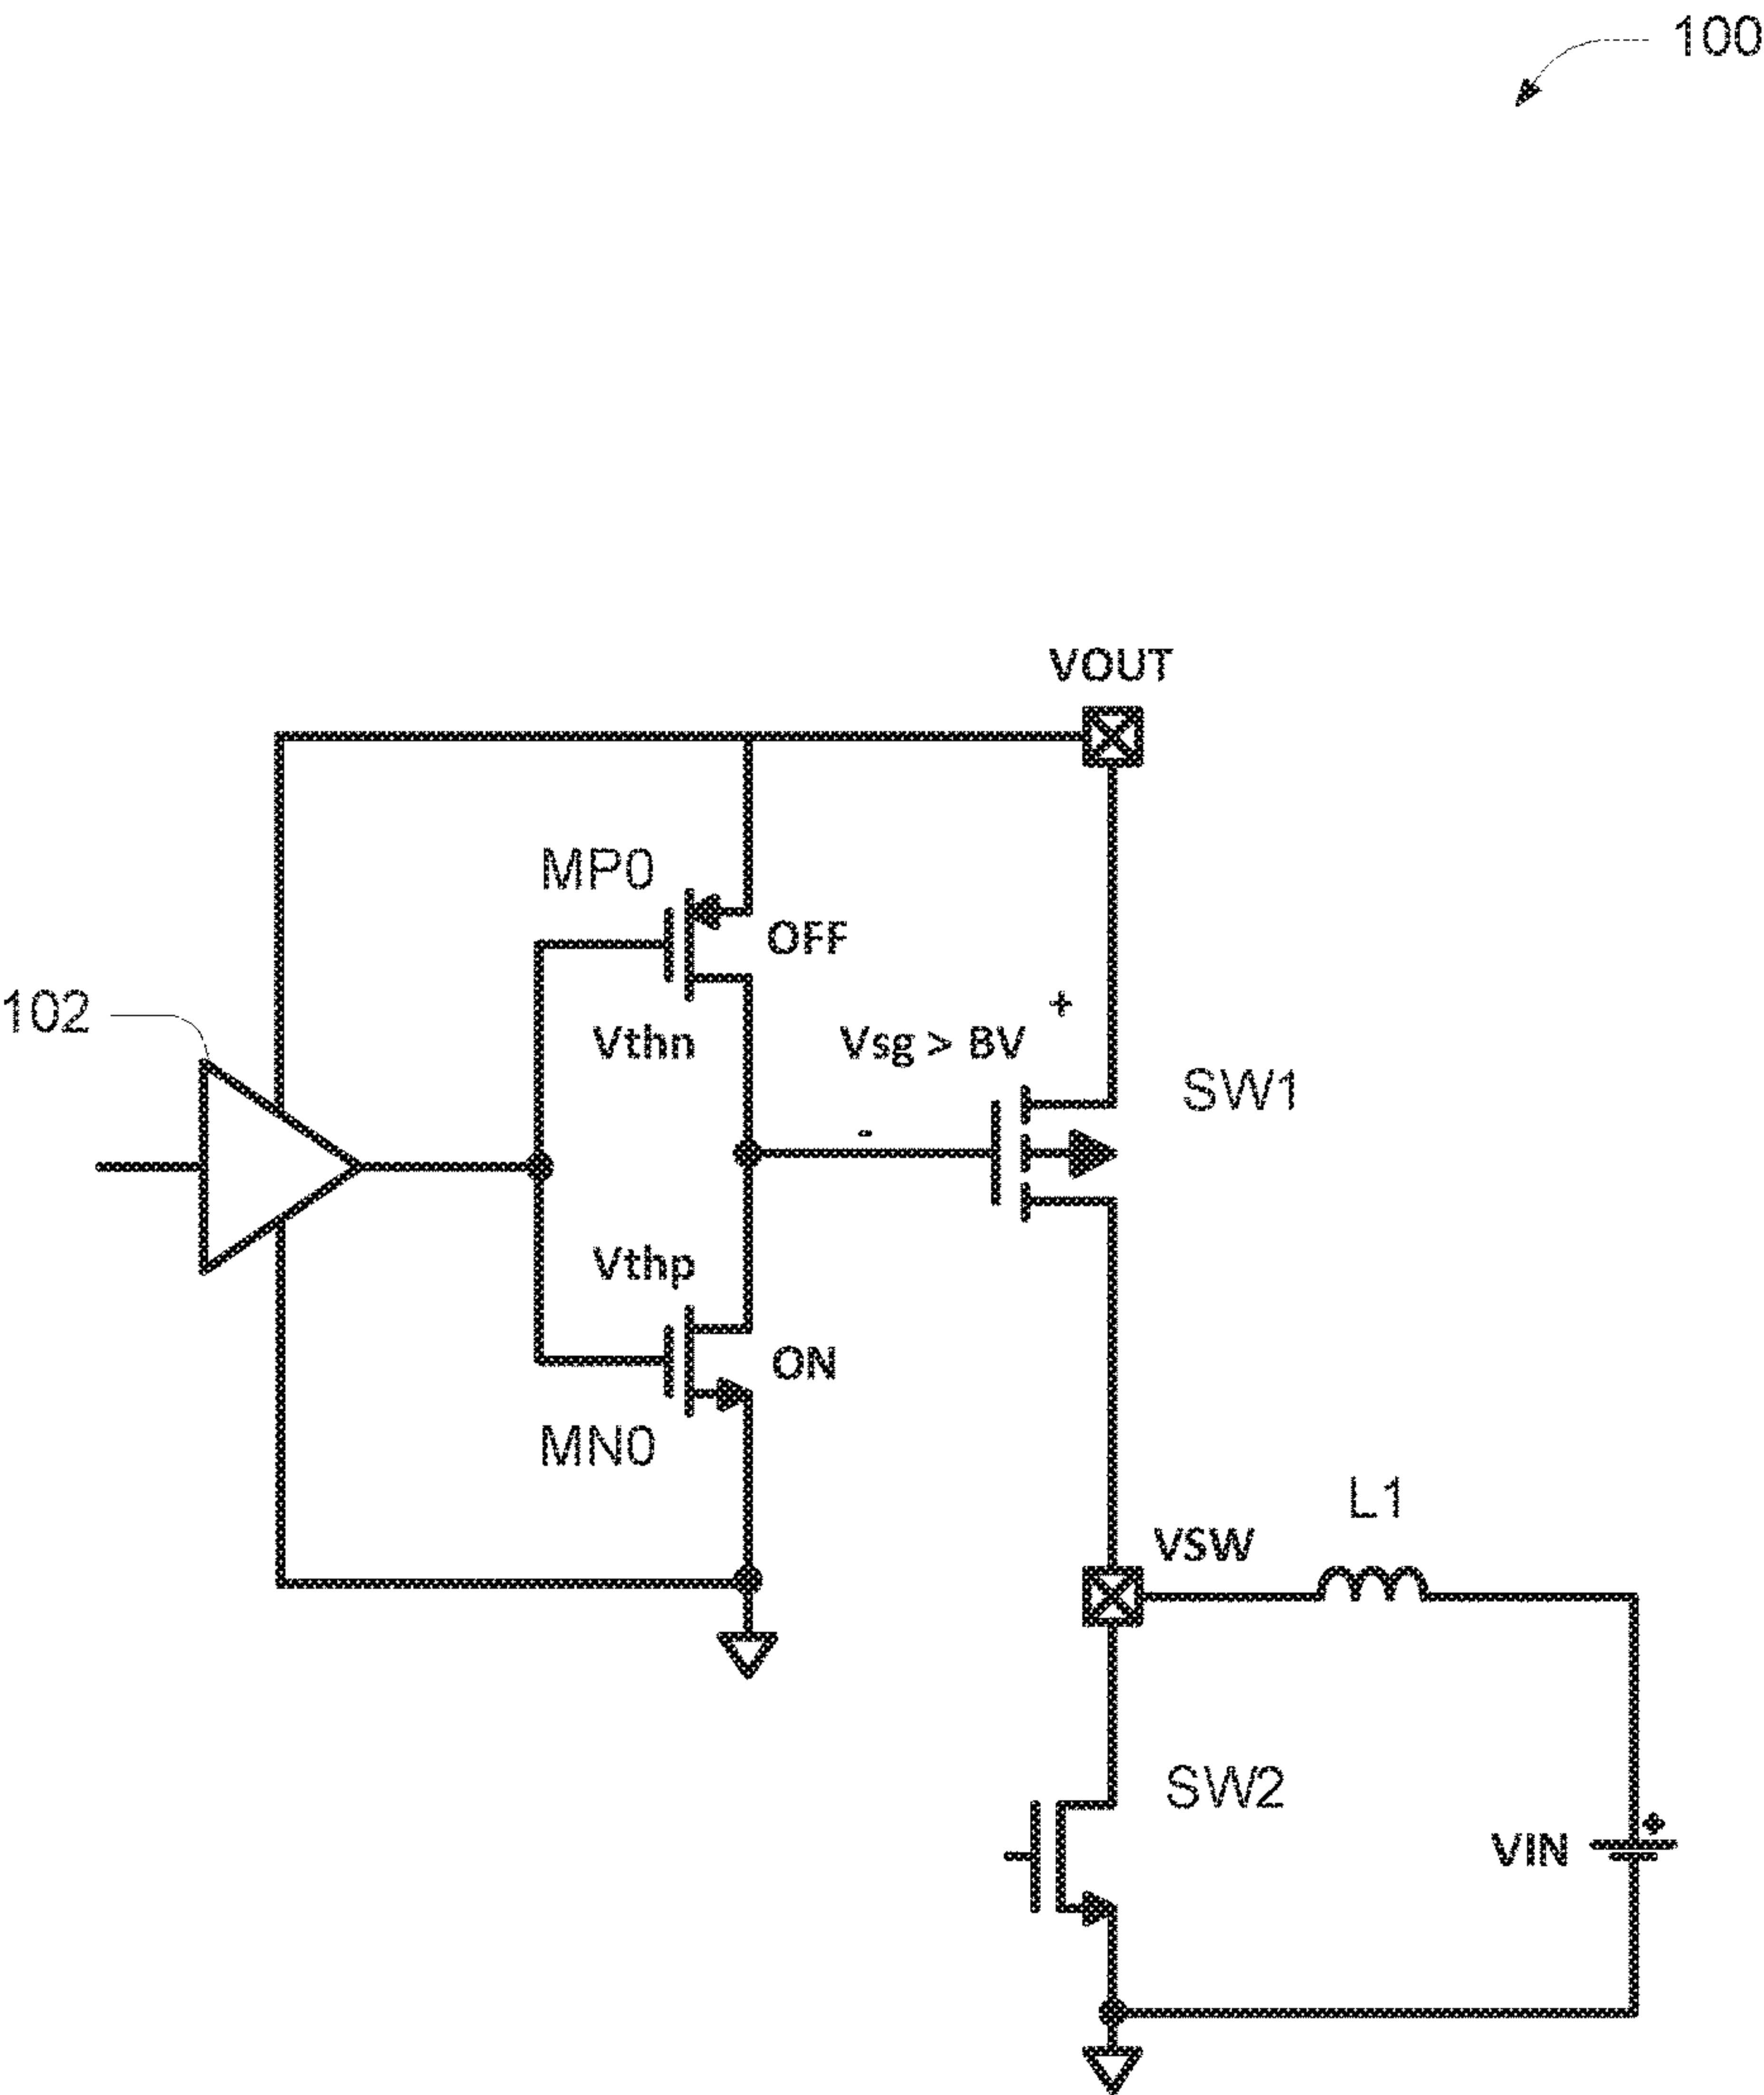 100
VOUT
MP0
OFF
102
Vthn
Vsg > BV
+
-
SW1
Vthp
ON
MN0
L1
VSW
SW2
VIN
+